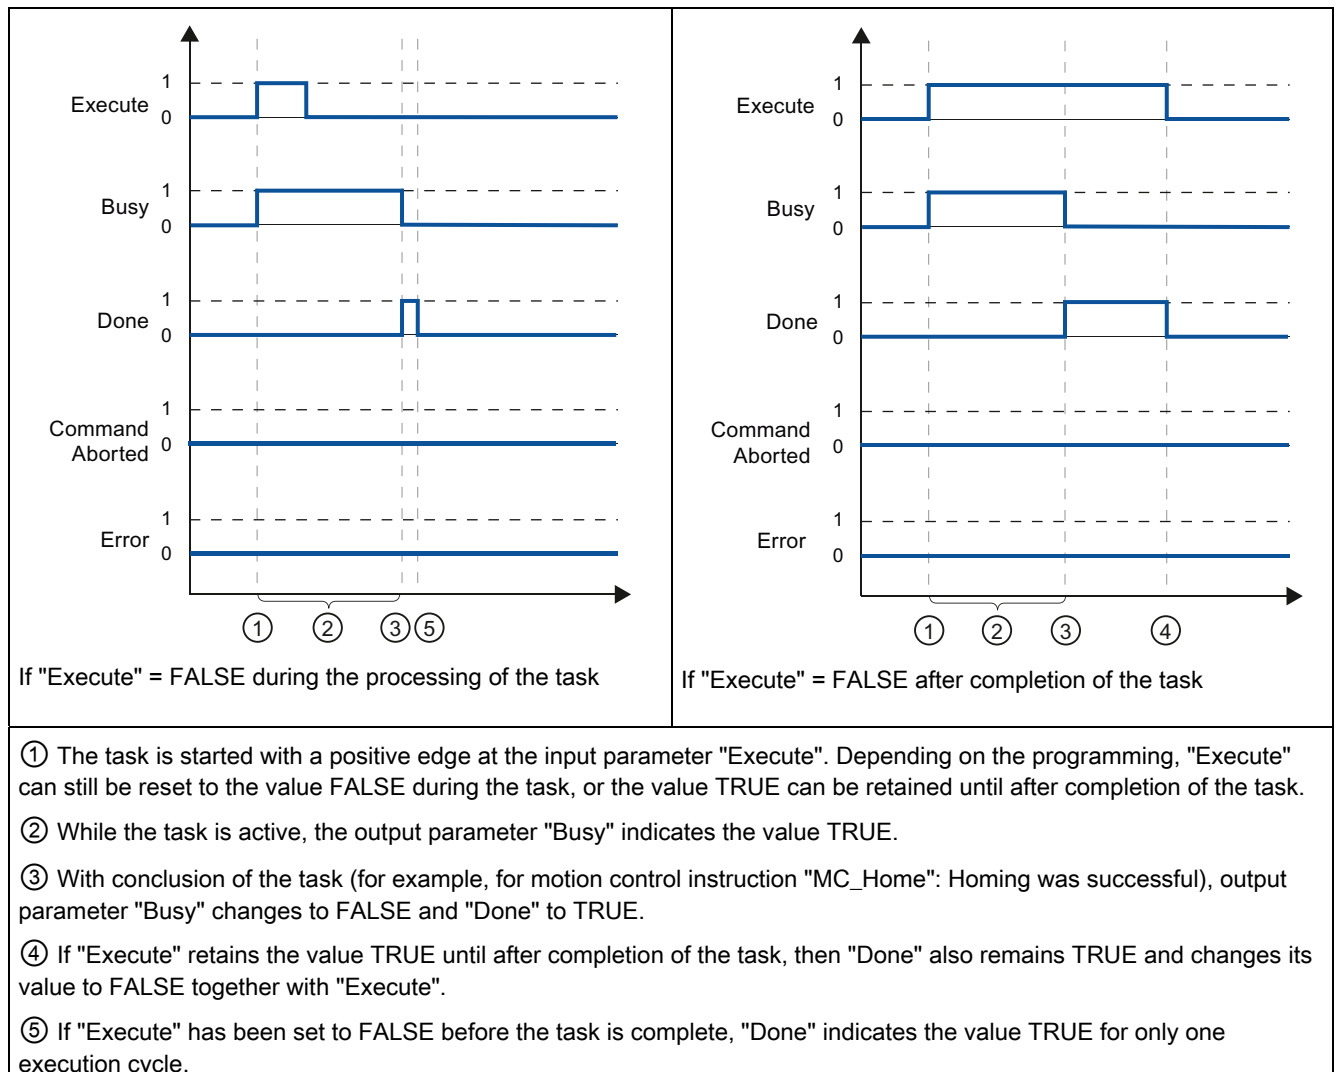 1
Execute
0
1
Busy
0
1
Done
0
1
Command
Aborted
0
1
Error
0
① ② ③ ⑤
If "Execute" = FALSE during the processing of the task
1
Execute
0
1
Busy
0
1
Done
0
1
Command
Aborted
0
1
Error
0
① ② ③ ④
If "Execute" = FALSE after completion of the task
① The task is started with a positive edge at the input parameter "Execute". Depending on the programming, "Execute"
can still be reset to the value FALSE during the task, or the value TRUE can be retained until after completion of the task.
② While the task is active, the output parameter "Busy" indicates the value TRUE.
③ With conclusion of the task (for example, for motion control instruction "MC_Home": Homing was successful), output
parameter "Busy" changes to FALSE and "Done" to TRUE.
④ If "Execute" retains the value TRUE until after completion of the task, then "Done" also remains TRUE and changes its
value to FALSE together with "Execute".
⑤ If "Execute" has been set to FALSE before the task is complete, "Done" indicates the value TRUE for only one
execution cycle.